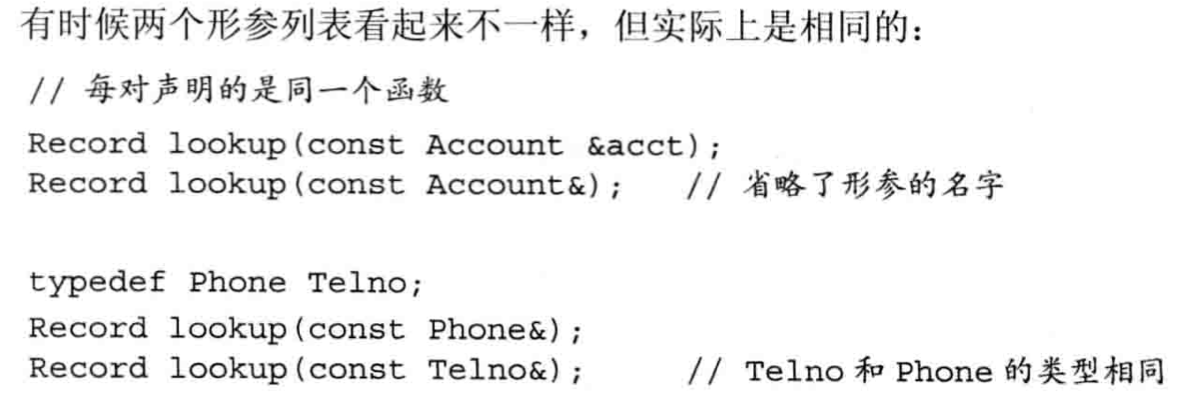 有时候两个形参列表看起来不一样，但实际上是相同的：
// 每对声明的是同一个函数
Record lookup(const Account &acct);
Record lookup(const Account&); // 省略了形参的名字
typedef Phone Telno;
Record lookup(const Phone&);
Record lookup(const Telno&); // Telno 和 Phone 的类型相同